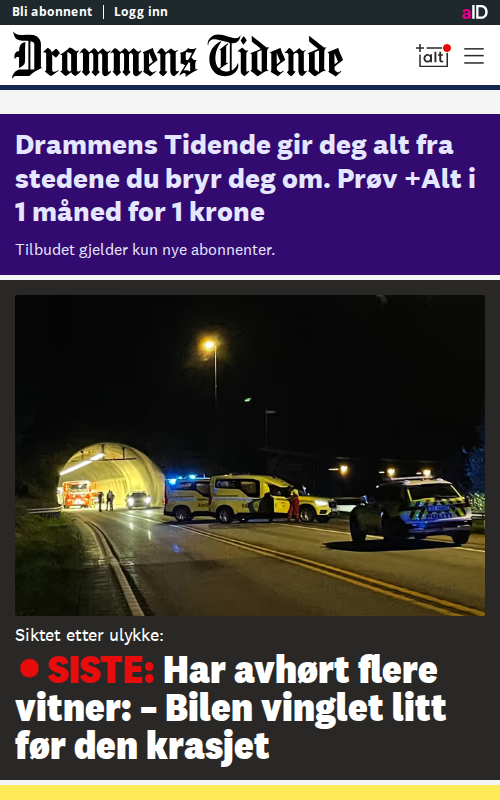 Bli abonnent | Logg inn
aID
Drammens Tidende
+alt
Drammens Tidende gir deg alt fra
stedene du bryr deg om. Prøv +Alt i
1 måned for 1 krone
Tilbudet gjelder kun nye abonnenter.
Siktet etter ulykke:
SISTE: Har avhørt flere
vitner: – Bilen vinglet litt
før den krasjet